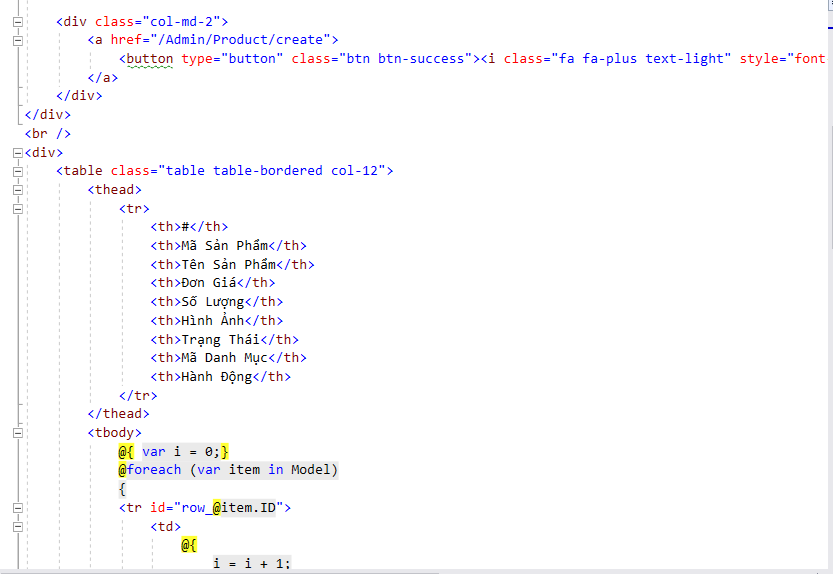 <div class="col-md-2">
<a href="/Admin/Product/create">
<button type="button" class="btn btn-success"><i class="fa fa-plus text-light" style="font
</a>
</div>
</div>
<br />
<div>
<table class="table table-bordered col-12">
<thead>
<tr>
<th>#</th>
<th>Mã Sản Phẩm</th>
<th>Tên Sản Phẩm</th>
<th>Đơn Giá</th>
<th>Số Lượng</th>
<th>Hình Ảnh</th>
<th>Trạng Thái</th>
<th>Mã Danh Mục</th>
<th>Hành Động</th>
</tr>
</thead>
<tbody>
@{ var i = 0;}
@foreach (var item in Model)
{
<tr id="row_@item.ID">
<td>
@{
i = i + 1;